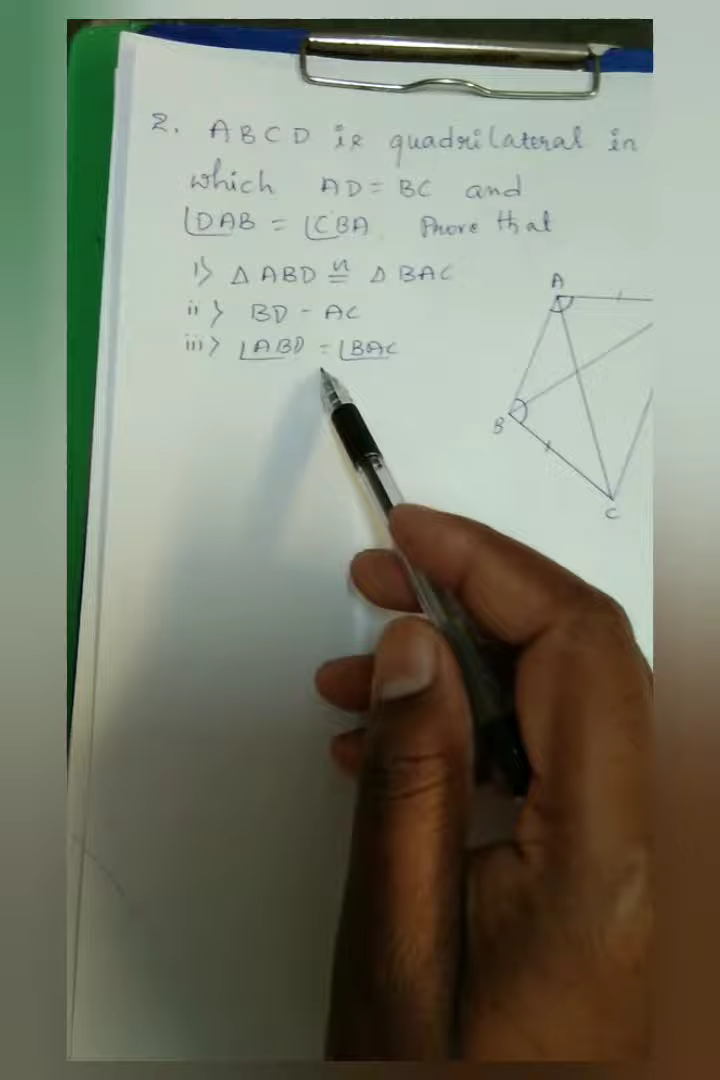 2. ABCD is quadrilateral in
which AD = BC and
∠DAB = ∠CBA Prove that
i> △ ABD ≅ △ BAC
ii> BD = AC
iii> ∠ABD = ∠BAC
A
B
C